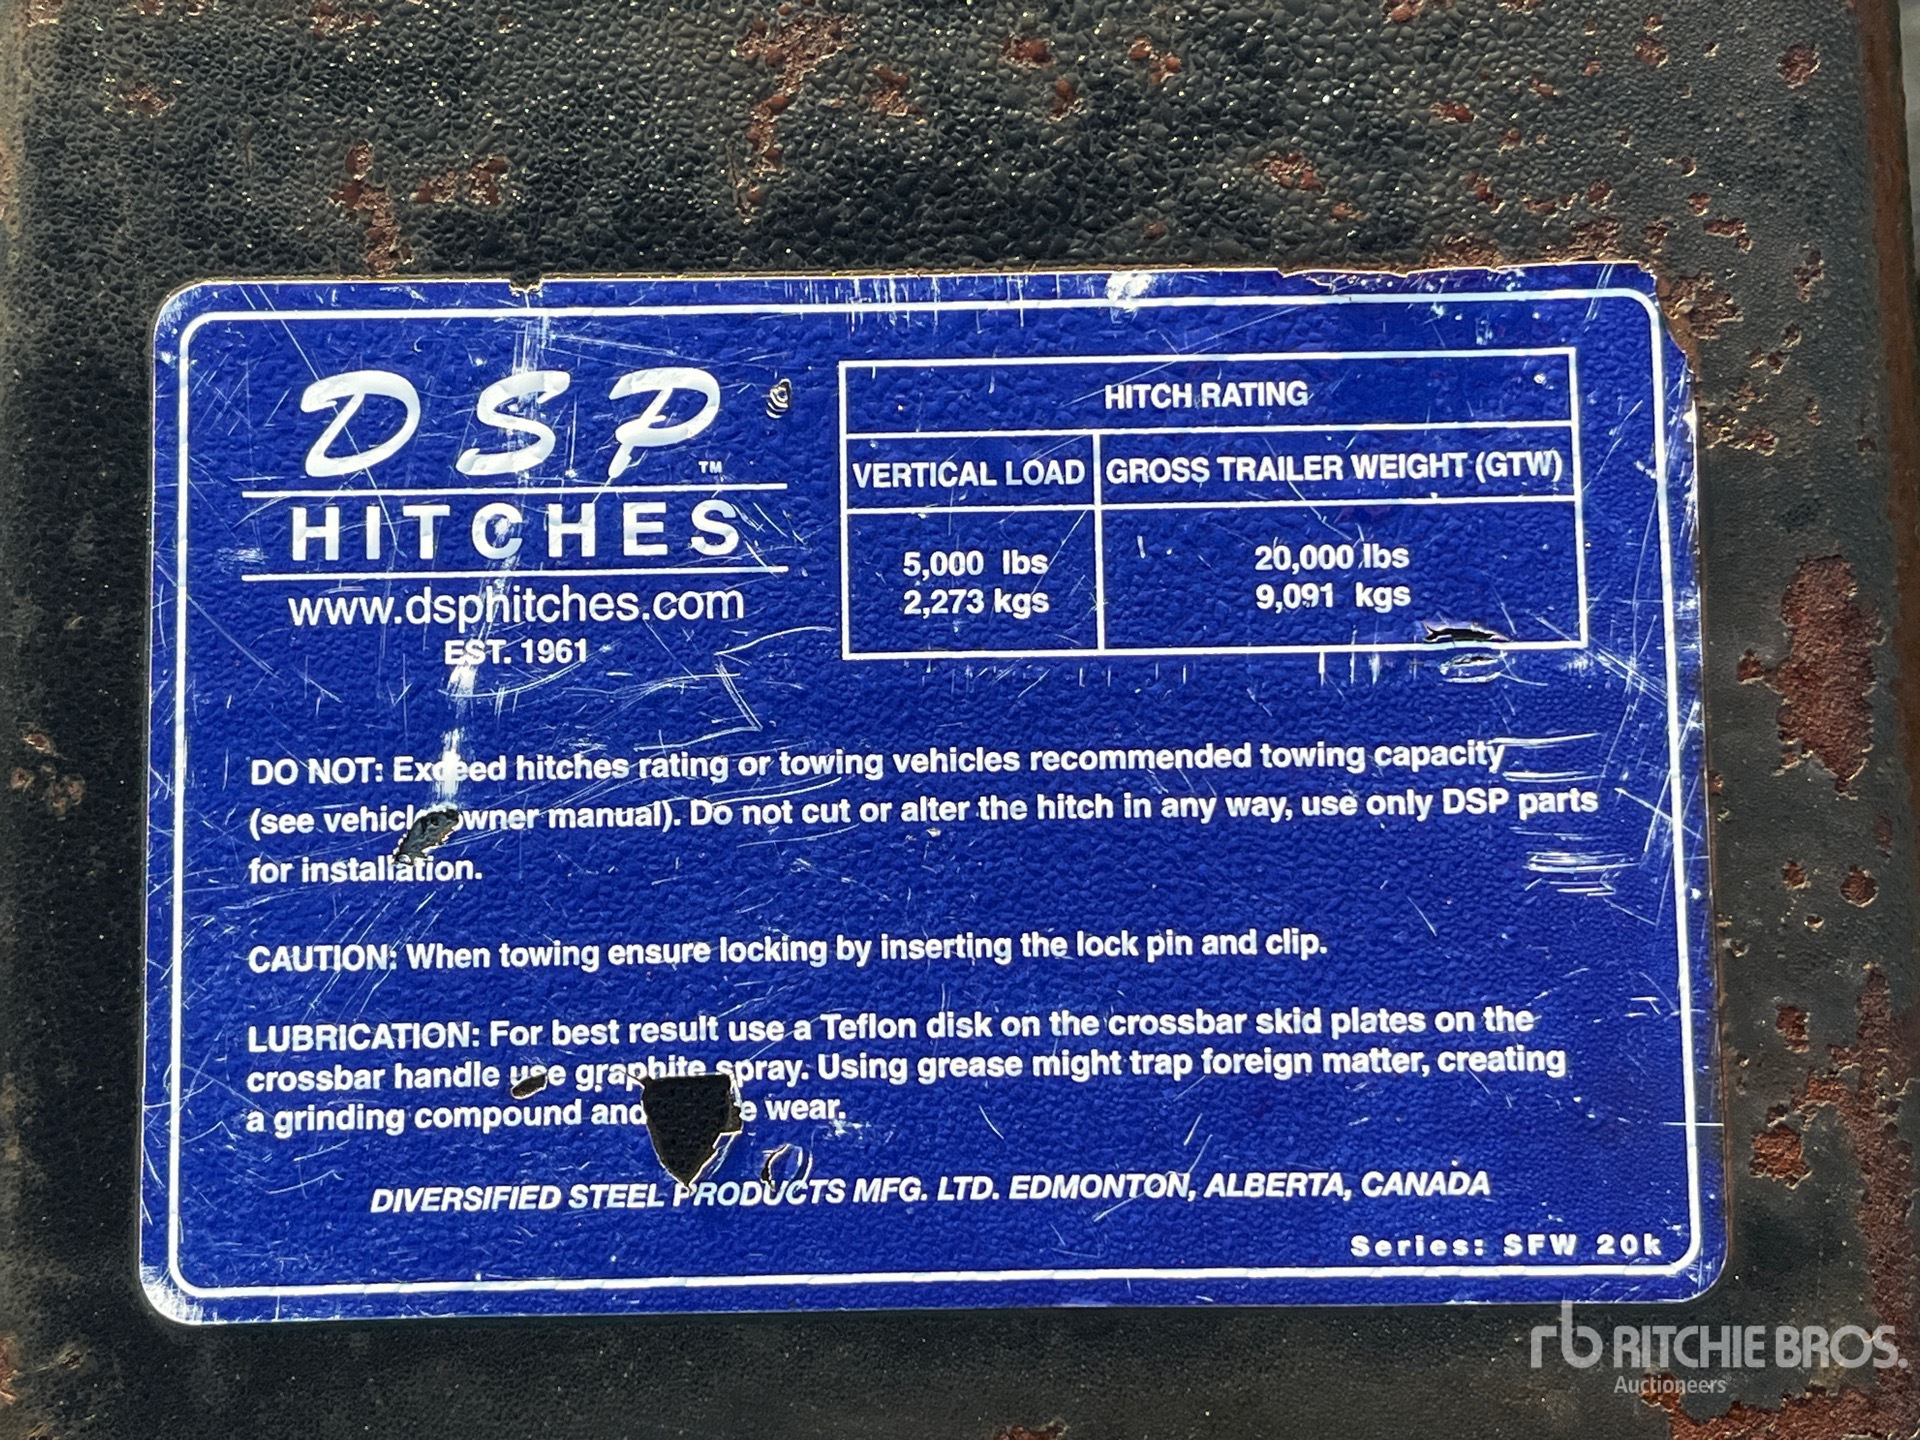 DSP™
HITCHES
www.dsphitches.com
EST. 1961
HITCH RATING
VERTICAL LOAD GROSS TRAILER WEIGHT (GTW)
5,000 lbs 20,000 lbs
2,273 kgs 9,091 kgs
DO NOT: Exceed hitches rating or towing vehicles recommended towing capacity
(see vehicle owner manual). Do not cut or alter the hitch in any way, use only DSP parts
for installation.
CAUTION: When towing ensure locking by inserting the lock pin and clip.
LUBRICATION: For best result use a Teflon disk on the crossbar skid plates on the
crossbar handle use graphite spray. Using grease might trap foreign matter, creating
a grinding compound and wear.
DIVERSIFIED STEEL PRODUCTS MFG. LTD. EDMONTON, ALBERTA, CANADA
Series: SFW 20k
rb RITCHIE BROS.
Auctioneers